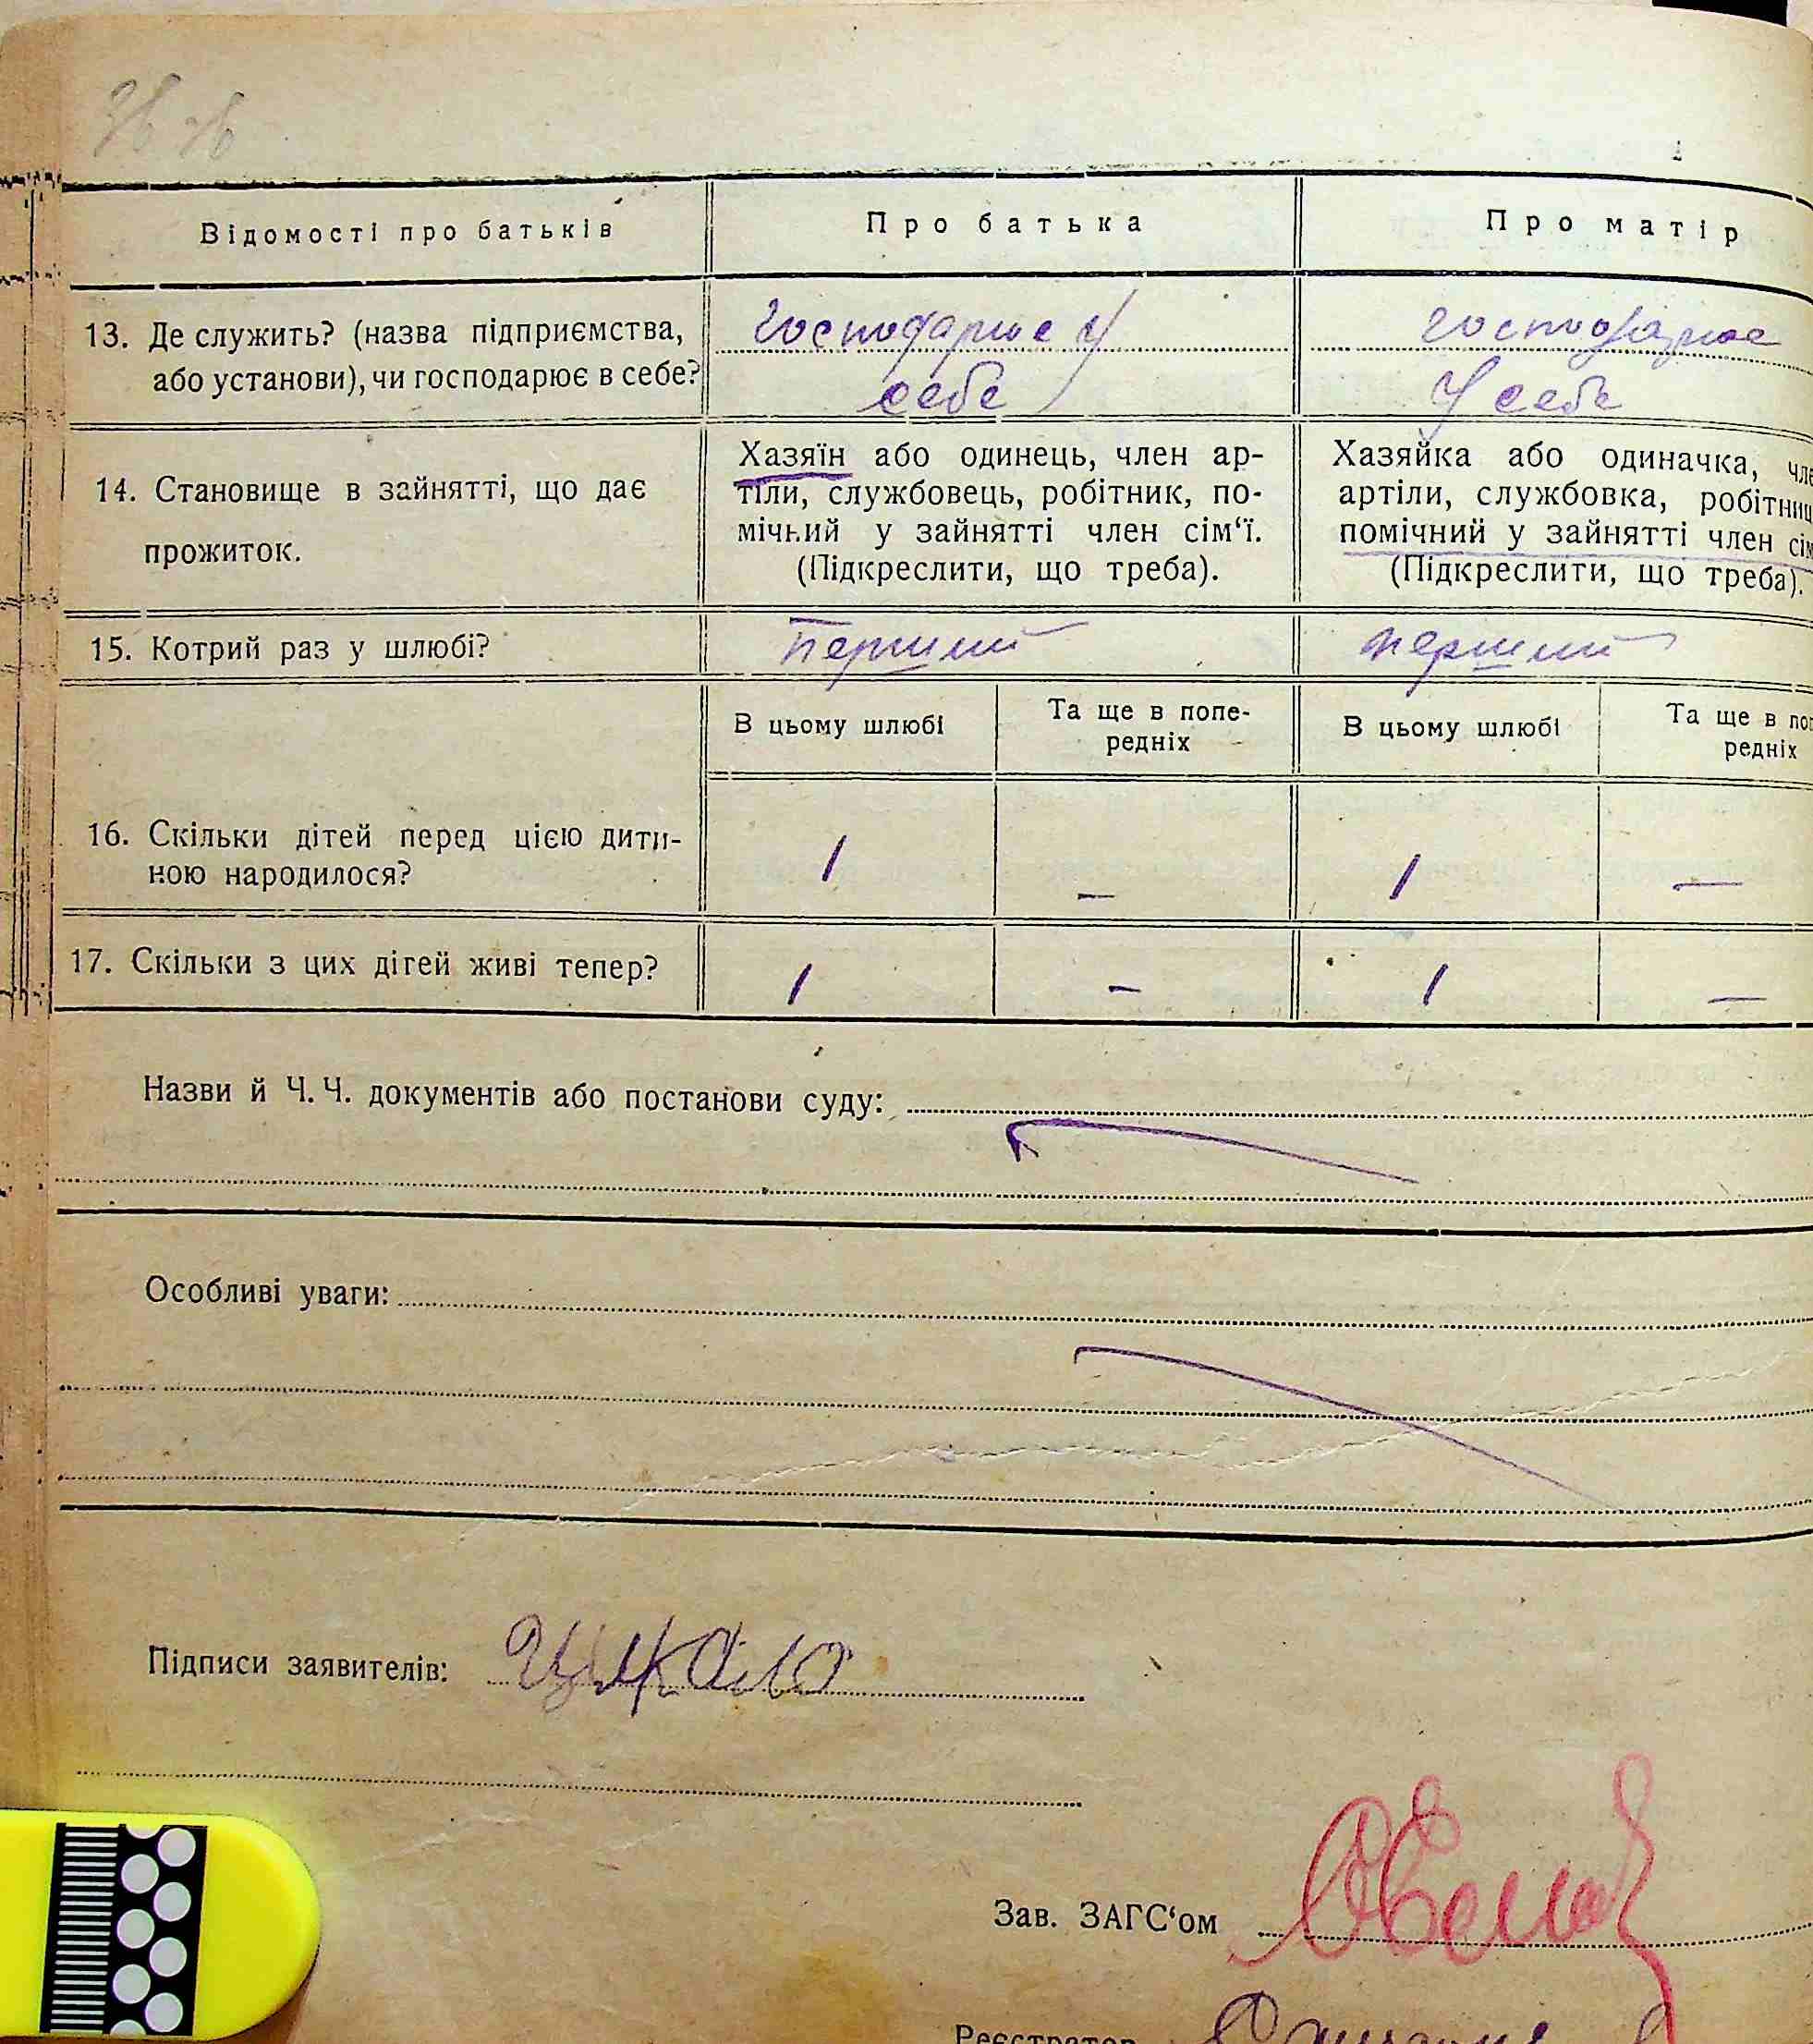 Відомості про батьків
Про батька
Про матір
13. Де служить? (назва підприємства,
або установи), чи господарює в себе?
господарює у
себе
господарює
у себе
14. Становище в зайнятті, що дає
прожиток.
Хазяїн або одинець, член ар-
тіли, службовець, робітник, по-
мічний у зайнятті член сім‘ї.
(Підкреслити, що треба).
Хазяйка або одиначка, чле
артіли, службовка, робітниц
помічний у зайнятті член сім
(Підкреслити, що треба).
15. Котрий раз у шлюбі?
перший
перший
В цьому шлюбі
Та ще в попе-
редніх
В цьому шлюбі
Та ще в поп
редніх
16. Скільки дітей перед цією дити-
ною народилося?
1
—
1
—
17. Скільки з цих дітей живі тепер?
1
—
1
—
Назви й Ч. Ч. документів або постанови суду:
Особливі уваги:
Підписи заявителів:
Зав. ЗАГС‘ом
Реєстратор